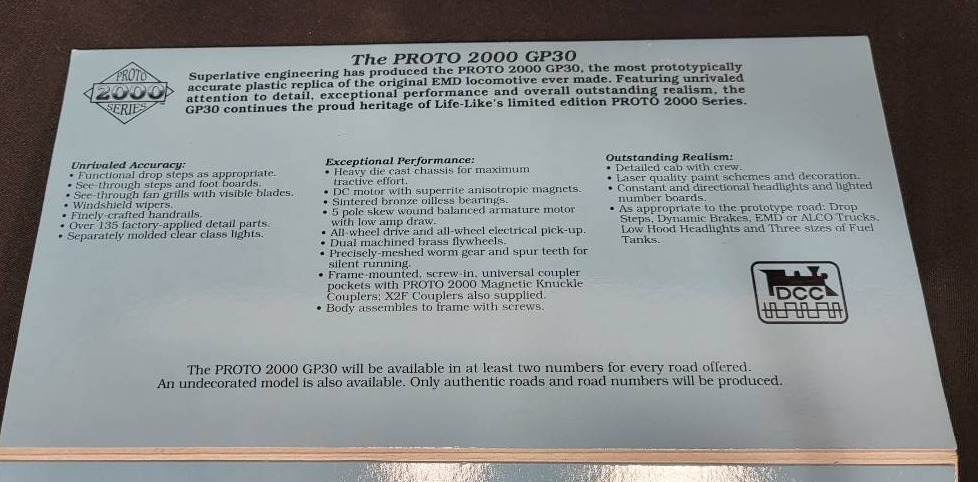 The PROTO 2000 GP30
PROTO
2000
SERIES
Superlative engineering has produced the PROTO 2000 GP30, the most prototypically
accurate plastic replica of the original EMD locomotive ever made. Featuring unrivaled
attention to detail, exceptional performance and overall outstanding realism, the
GP30 continues the proud heritage of Life-Like's limited edition PROTO 2000 Series.
Unrivaled Accuracy:
• Functional drop steps as appropriate.
• See-through steps and foot boards.
• See-through fan grills with visible blades.
• Windshield wipers.
• Finely-crafted handrails.
• Over 135 factory-applied detail parts.
• Separately molded clear class lights.
Exceptional Performance:
• Heavy die cast chassis for maximum
tractive effort.
• DC motor with superrite anisotropic magnets.
• Sintered bronze oilless bearings.
• 5 pole skew wound balanced armature motor
with low amp draw.
• All-wheel drive and all-wheel electrical pick-up.
• Dual machined brass flywheels.
• Precisely-meshed worm gear and spur teeth for
silent running.
• Frame-mounted, screw-in, universal coupler
pockets with PROTO 2000 Magnetic Knuckle
Couplers; X2F Couplers also supplied.
• Body assembles to frame with screws.
Outstanding Realism:
• Detailed cab with crew.
• Laser quality paint schemes and decoration.
• Constant and directional headlights and lighted
number boards.
• As appropriate to the prototype road: Drop
Steps, Dynamic Brakes, EMD or ALCO Trucks,
Low Hood Headlights and Three sizes of Fuel
Tanks.
DCC
The PROTO 2000 GP30 will be available in at least two numbers for every road offered.
An undecorated model is also available. Only authentic roads and road numbers will be produced.